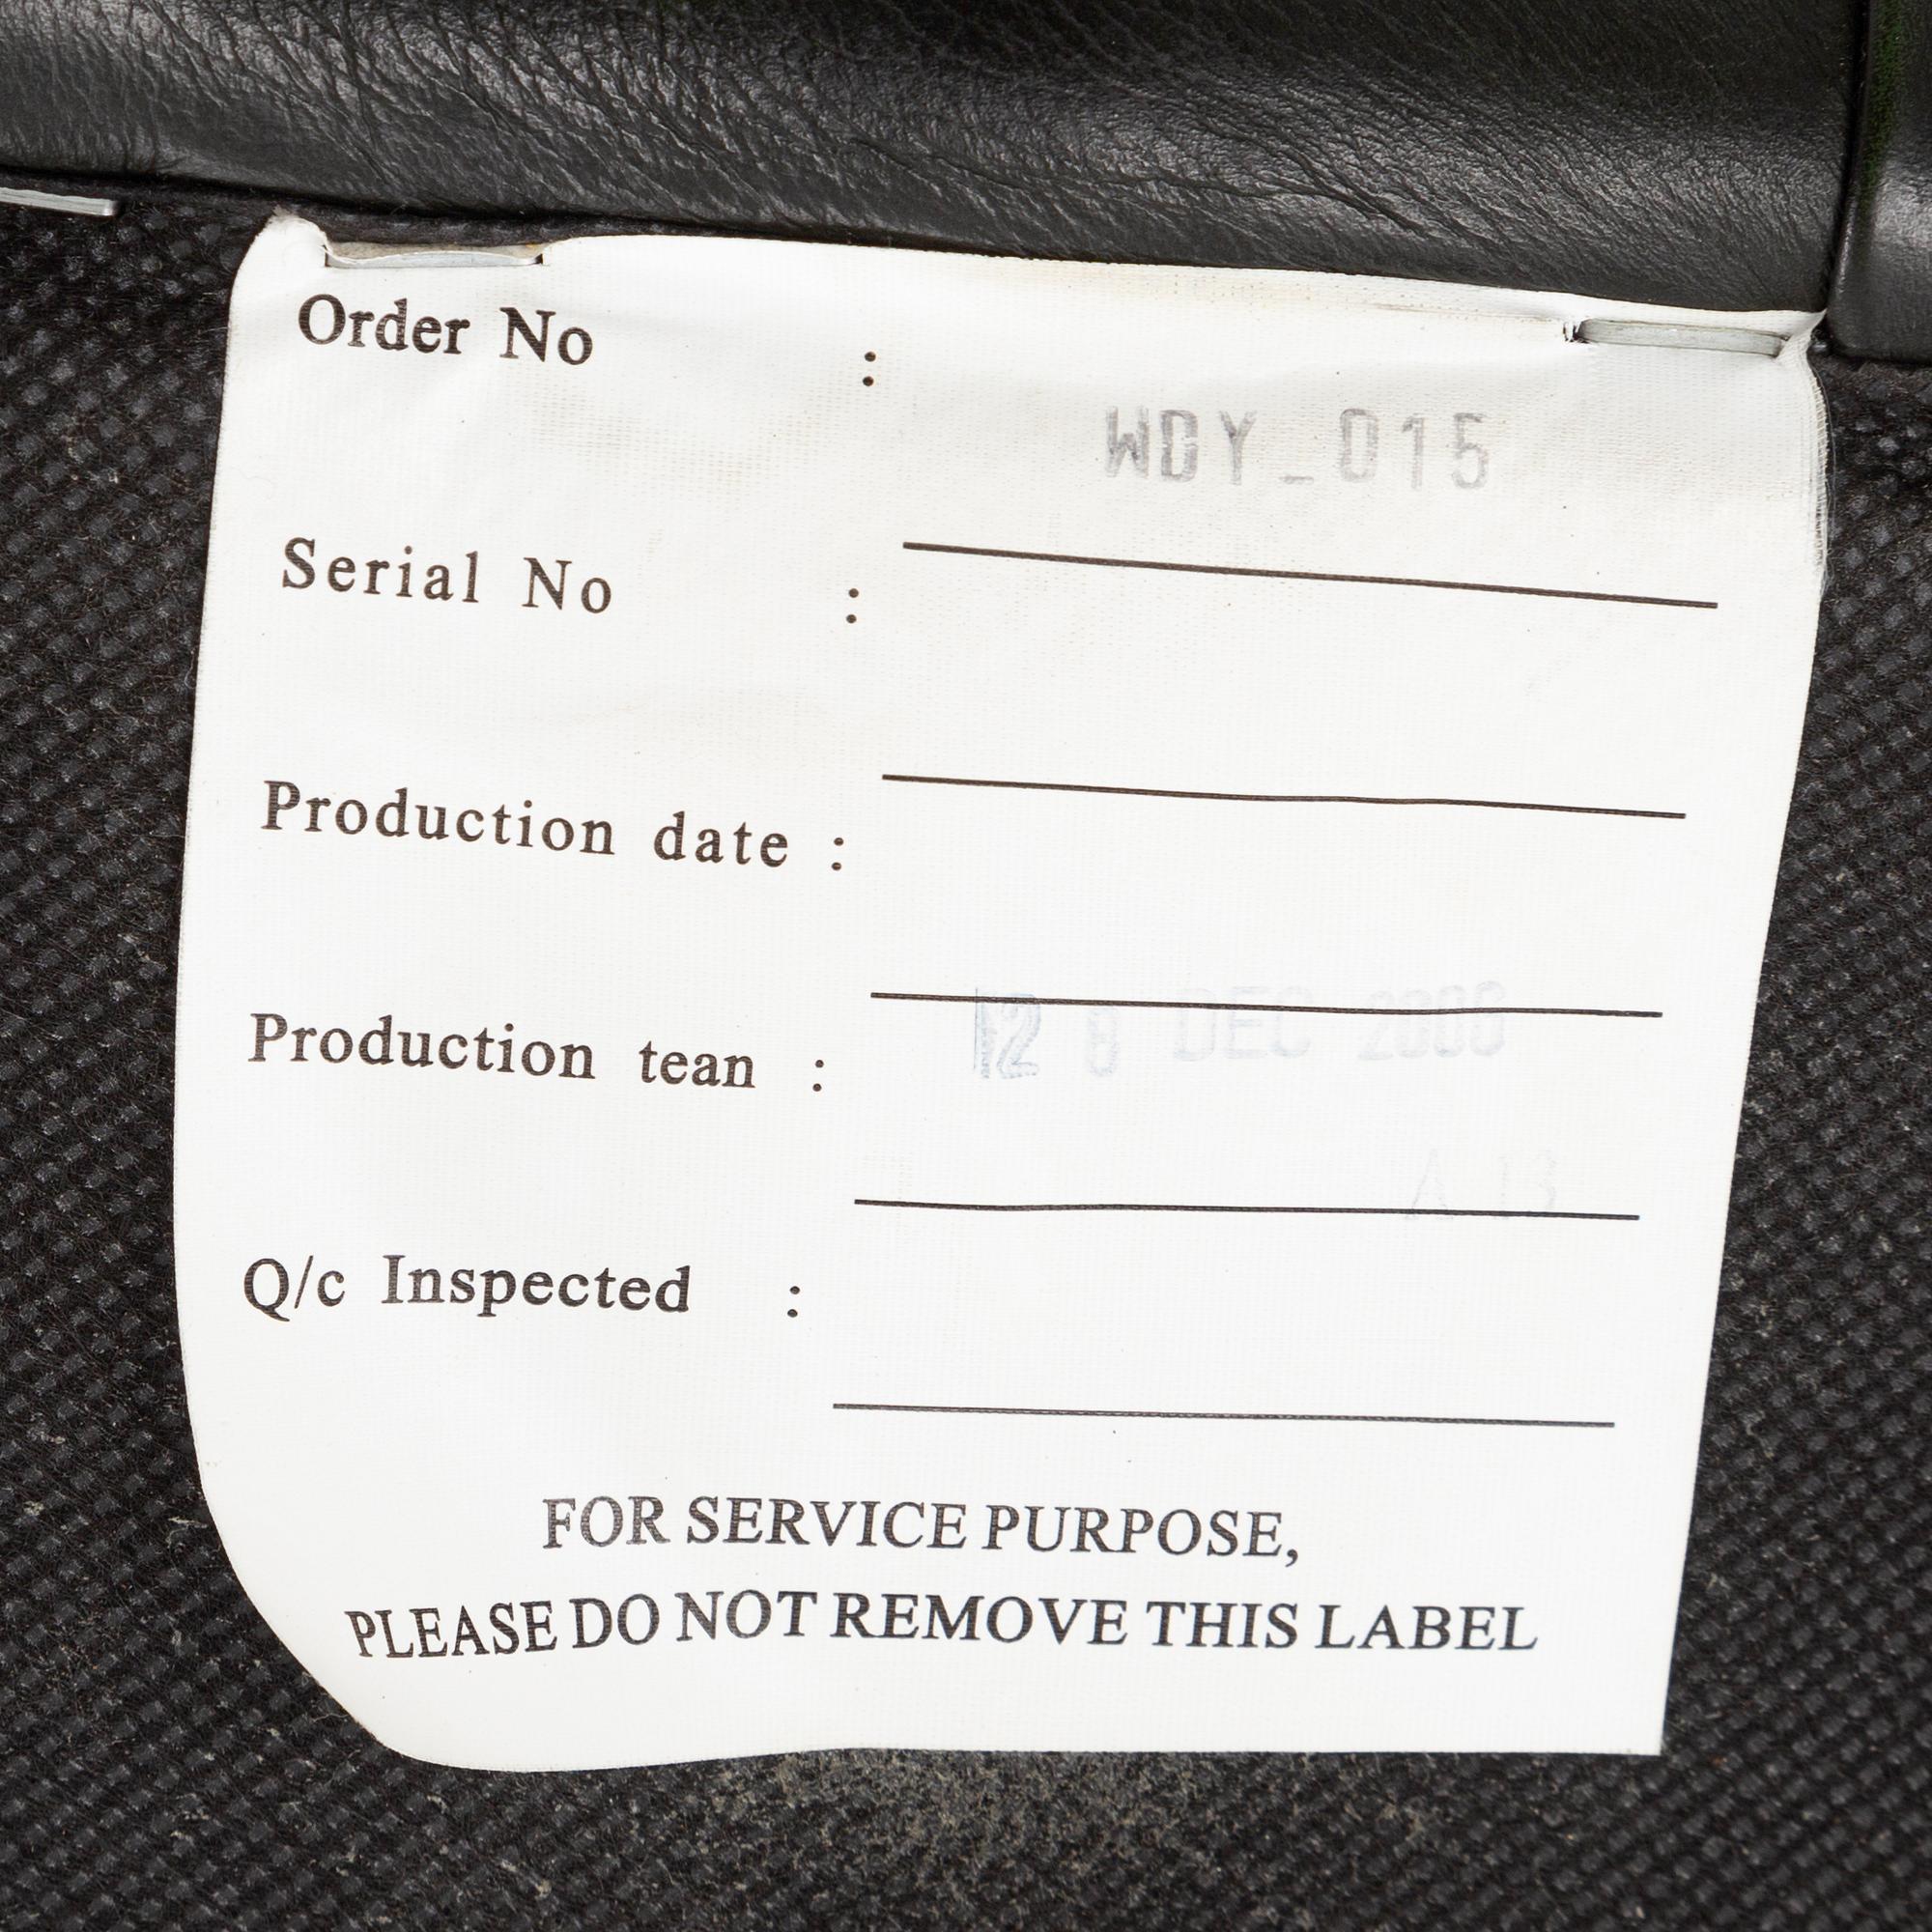 Order No :
WDY_015
Serial No :
Production date :
DEC
Production tean :
Q/c Inspected :
FOR SERVICE PURPOSE,
PLEASE DO NOT REMOVE THIS LABEL